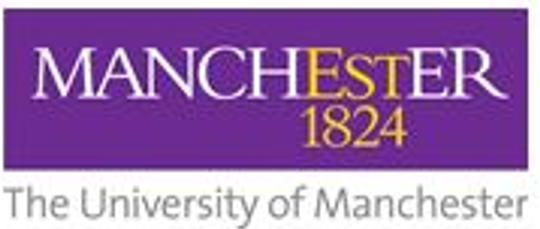 MANCHESTER
1824
The University of Manchester